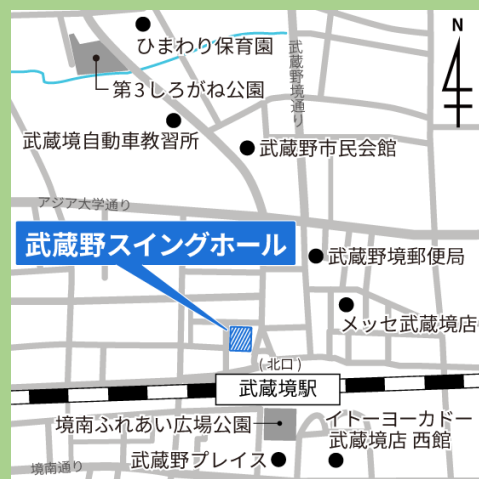 N
ひまわり保育園
武蔵野境通り
第3しろがね公園
武蔵境自動車教習所
武蔵野市民会館
アジア大学通り
武蔵野スイングホール
武蔵野境郵便局
メッセ武蔵境店
(北口)
武蔵境駅
境南ふれあい広場公園
イトーヨーカドー
武蔵境店 西館
武蔵野プレイス
境南通り